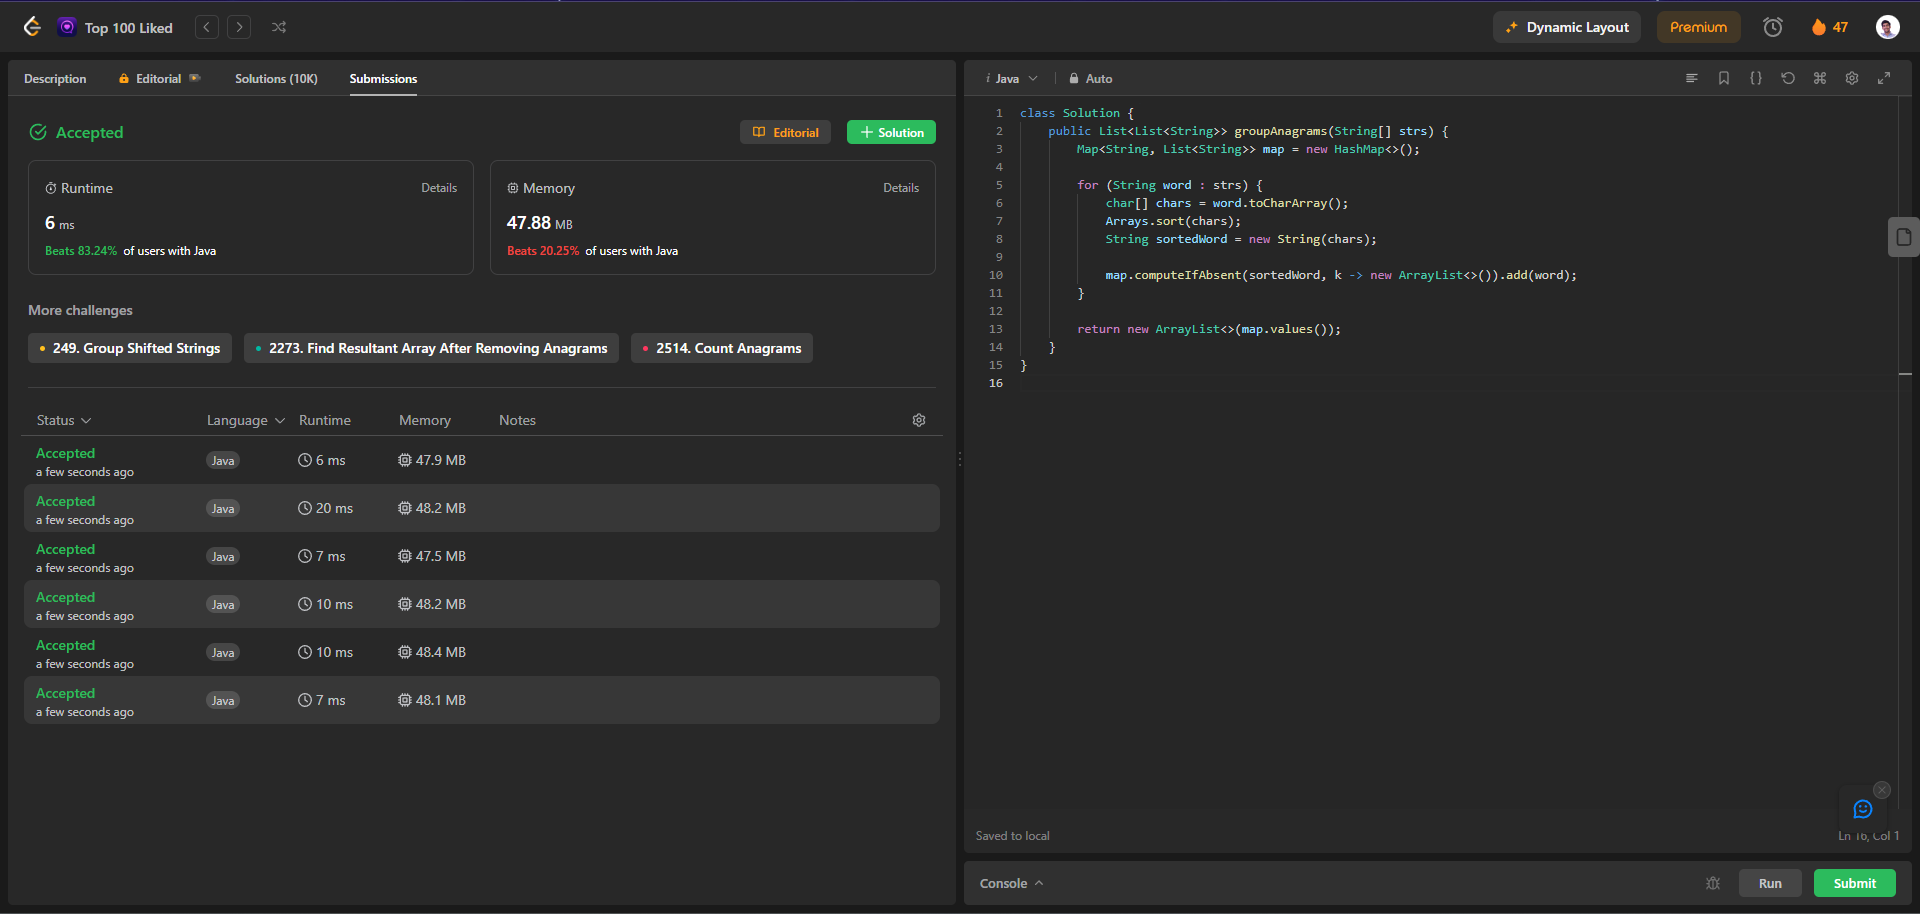 Top 100 Liked
Dynamic Layout
Premium
47
Description
Editorial
Solutions (10K)
Submissions
Accepted
Editorial
Solution
Runtime
Details
6 ms
Beats 83.24% of users with Java
Memory
Details
47.88 MB
Beats 20.25% of users with Java
More challenges
249. Group Shifted Strings
2273. Find Resultant Array After Removing Anagrams
2514. Count Anagrams
Status Language Runtime Memory Notes
Accepted
a few seconds ago
Java 6 ms 47.9 MB
Accepted
a few seconds ago
Java 20 ms 48.2 MB
Accepted
a few seconds ago
Java 7 ms 47.5 MB
Accepted
a few seconds ago
Java 10 ms 48.2 MB
Accepted
a few seconds ago
Java 10 ms 48.4 MB
Accepted
a few seconds ago
Java 7 ms 48.1 MB
i Java
Auto
1 class Solution {
2     public List<List<String>> groupAnagrams(String[] strs) {
3         Map<String, List<String>> map = new HashMap<>();
4
5         for (String word : strs) {
6             char[] chars = word.toCharArray();
7             Arrays.sort(chars);
8             String sortedWord = new String(chars);
9
10             map.computeIfAbsent(sortedWord, k -> new ArrayList<>()).add(word);
11         }
12
13         return new ArrayList<>(map.values());
14     }
15 }
16
Saved to local
Ln 16, Col 1
Console
Run
Submit